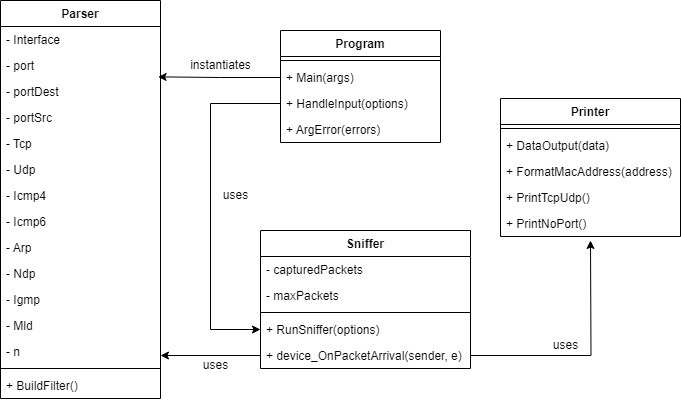 Parser
- Interface
- port
- portDest
- portSrc
- Tcp
- Udp
- Icmp4
- Icmp6
- Arp
- Ndp
- Igmp
- Mld
- n
+ BuildFilter()
instantiates
Program
+ Main(args)
+ HandleInput(options)
+ ArgError(errors)
uses
Printer
+ DataOutput(data)
+ FormatMacAddress(address)
+ PrintTcpUdp()
+ PrintNoPort()
Sniffer
- capturedPackets
- maxPackets
+ RunSniffer(options)
+ device_OnPacketArrival(sender, e)
uses
uses